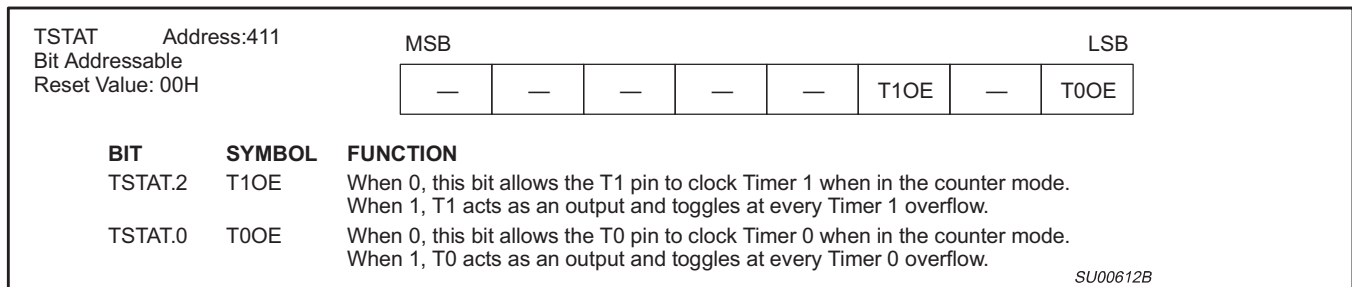 TSTAT Address:411
Bit Addressable
Reset Value: 00H
MSB LSB
— — — — — T1OE — T0OE
BIT SYMBOL FUNCTION
TSTAT.2 T1OE When 0, this bit allows the T1 pin to clock Timer 1 when in the counter mode.
When 1, T1 acts as an output and toggles at every Timer 1 overflow.
TSTAT.0 T0OE When 0, this bit allows the T0 pin to clock Timer 0 when in the counter mode.
When 1, T0 acts as an output and toggles at every Timer 0 overflow.
SU00612B